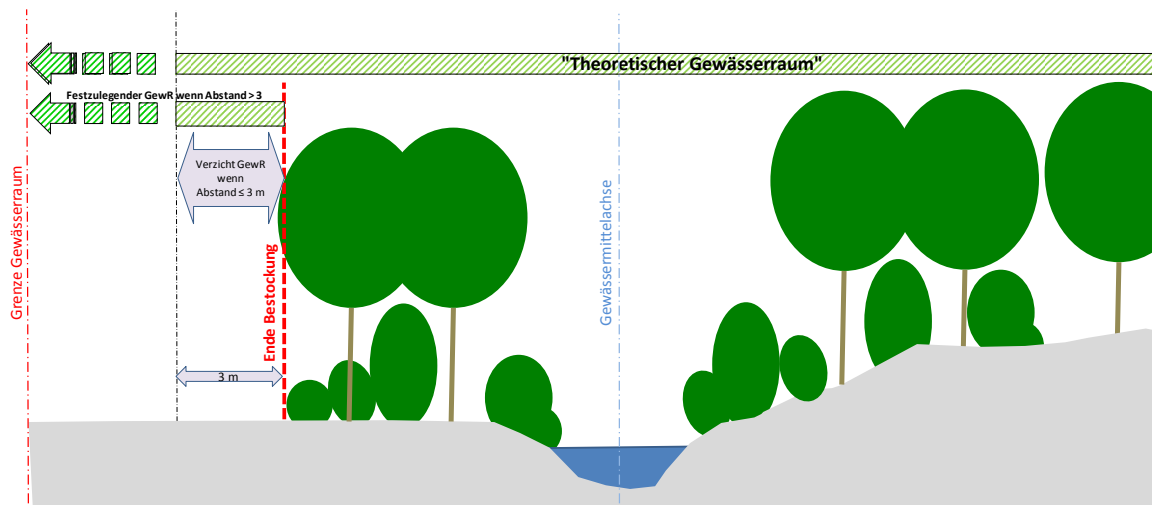 "Theoretischer Gewässerraum"
Festzulegender GewR wenn Abstand > 3
Verzicht GewR
wenn
Abstand ≤ 3 m
Grenze Gewässerraum
Ende Bestockung
Gewässermittelachse
3 m